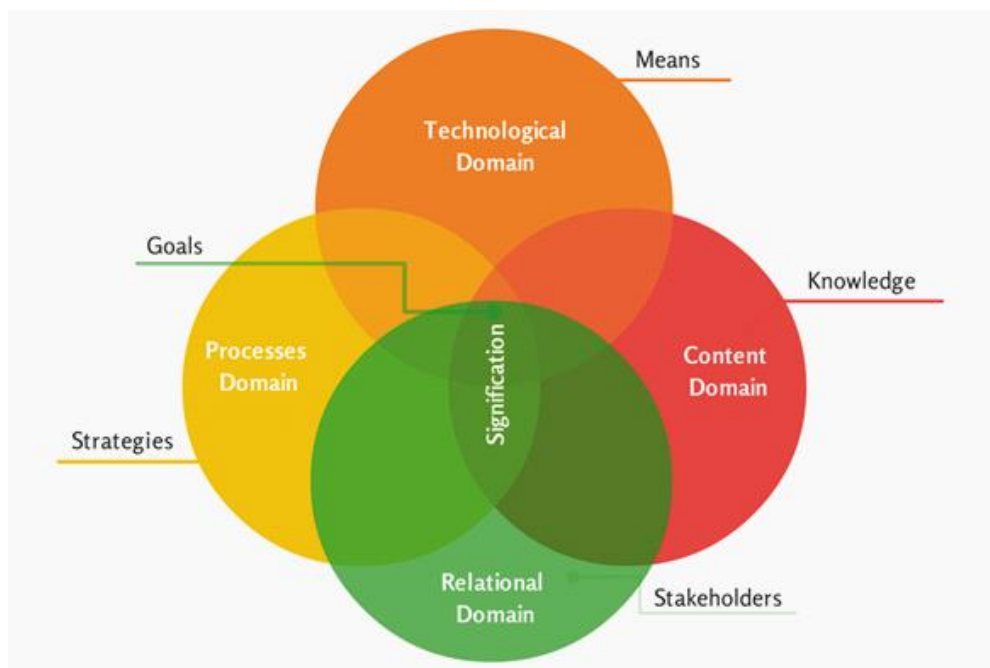 Means
Technological
Domain
Goals
Knowledge
Processes
Domain
Signification
Content
Domain
Strategies
Relational
Domain
Stakeholders